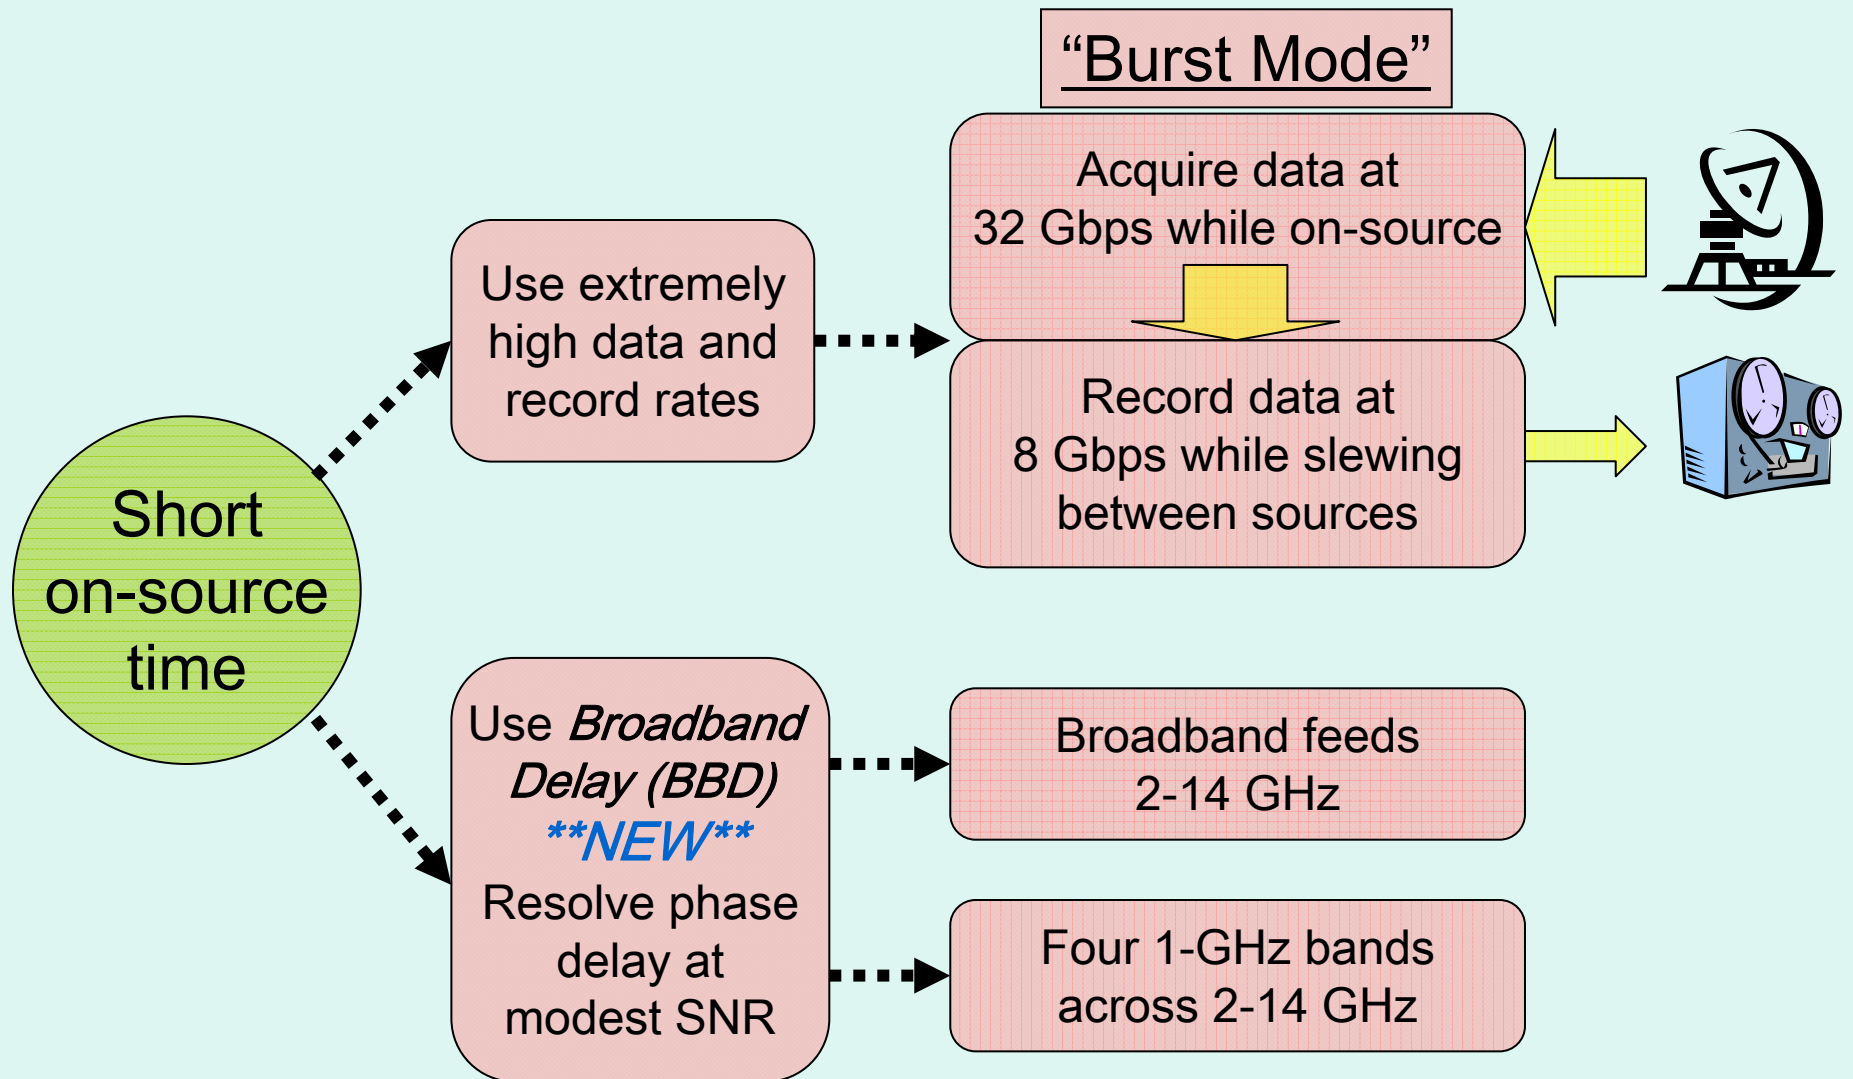 “Burst Mode”
Acquire data at
32 Gbps while on-source
Use extremely
high data and
record rates
Record data at
8 Gbps while slewing
between sources
Short
on-source
time
Use Broadband
Delay (BBD)
**NEW**
Resolve phase
delay at
modest SNR
Broadband feeds
2-14 GHz
Four 1-GHz bands
across 2-14 GHz